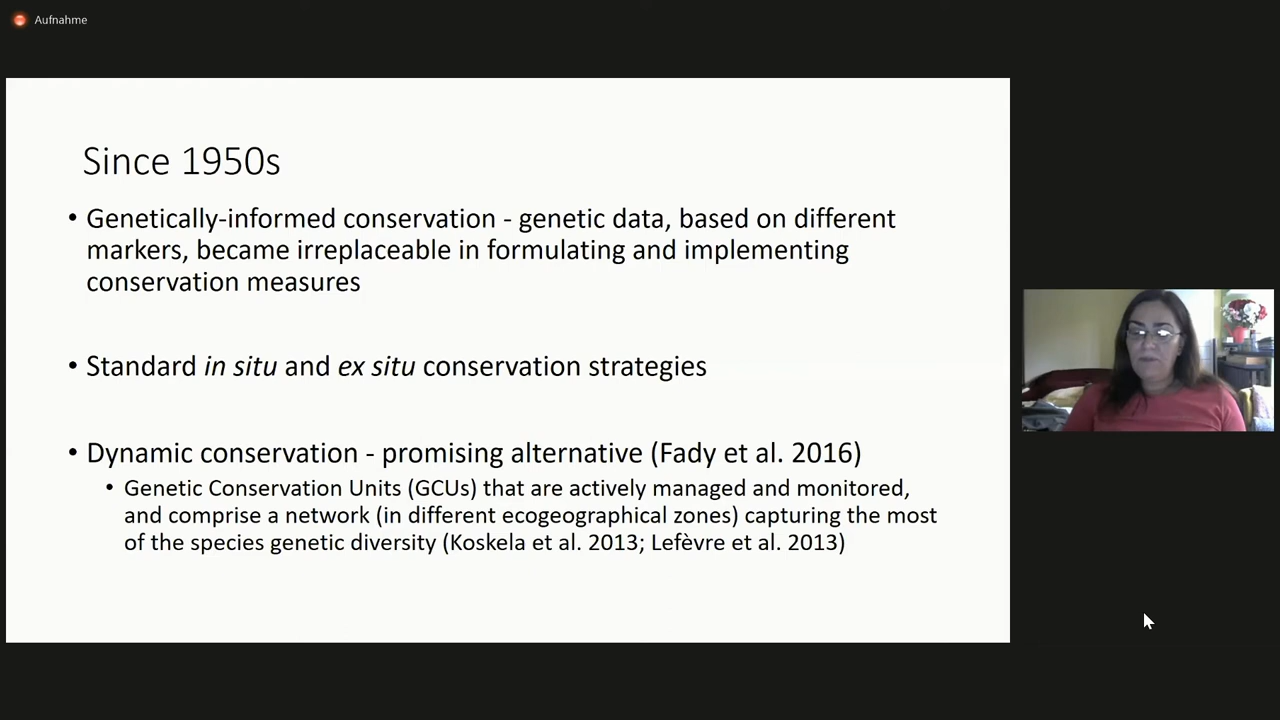 Aufnahme
Since 1950s
• Genetically-informed conservation - genetic data, based on different
markers, became irreplaceable in formulating and implementing
conservation measures
• Standard in situ and ex situ conservation strategies
• Dynamic conservation - promising alternative (Fady et al. 2016)
• Genetic Conservation Units (GCUs) that are actively managed and monitored,
and comprise a network (in different ecogeographical zones) capturing the most
of the species genetic diversity (Koskela et al. 2013; Lefèvre et al. 2013)